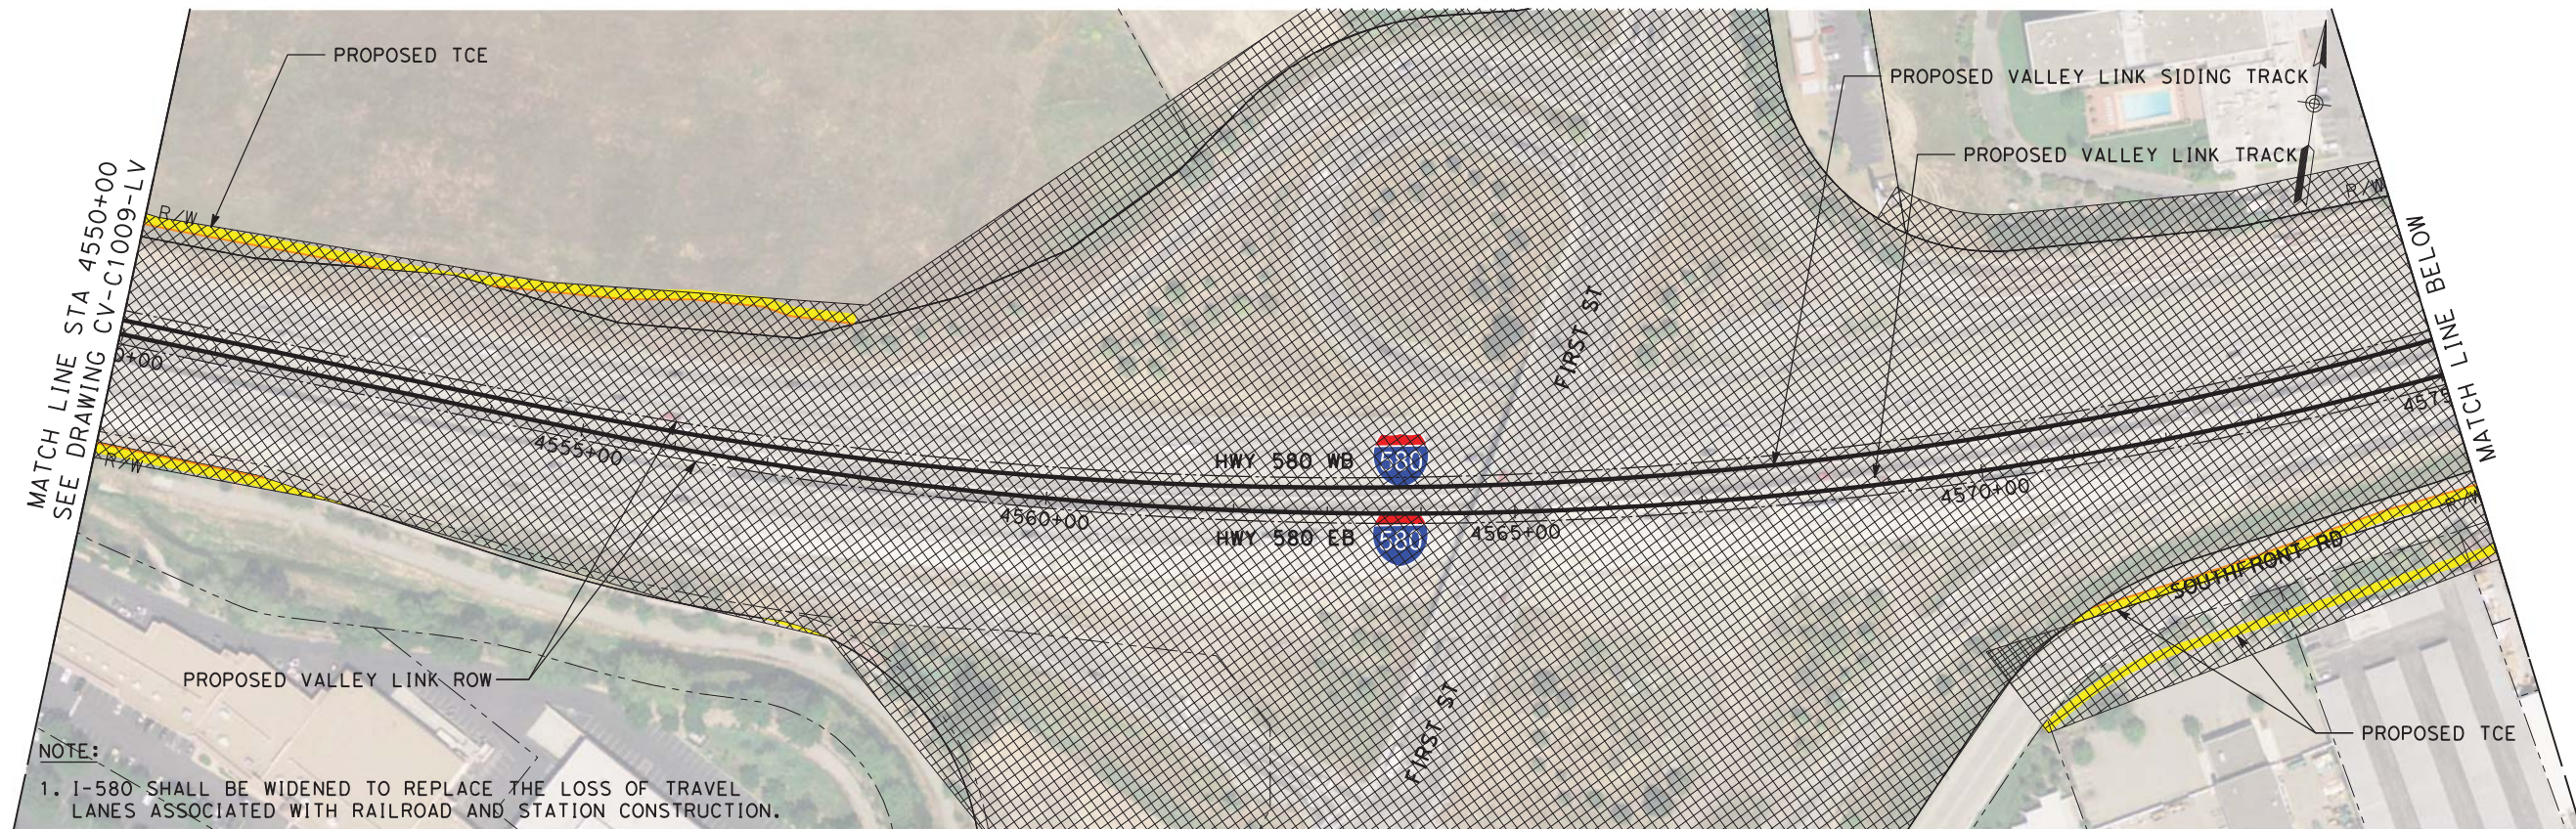 PROPOSED TCE
PROPOSED VALLEY LINK SIDING TRACK
PROPOSED VALLEY LINK TRACK
MATCH LINE STA 4550+00
SEE DRAWING CV-C1009-LV
R/W
R/W
0+00
R/W
4555+00
4560+00
HWY 580 WB
580
HWY 580 EB
580
4565+00
4570+00
4575
FIRST ST
FIRST ST
MATCH LINE BELOW
R/W
SOUTHFRONT RD
PROPOSED VALLEY LINK ROW
PROPOSED TCE
NOTE:
1. I-580 SHALL BE WIDENED TO REPLACE THE LOSS OF TRAVEL
LANES ASSOCIATED WITH RAILROAD AND STATION CONSTRUCTION.